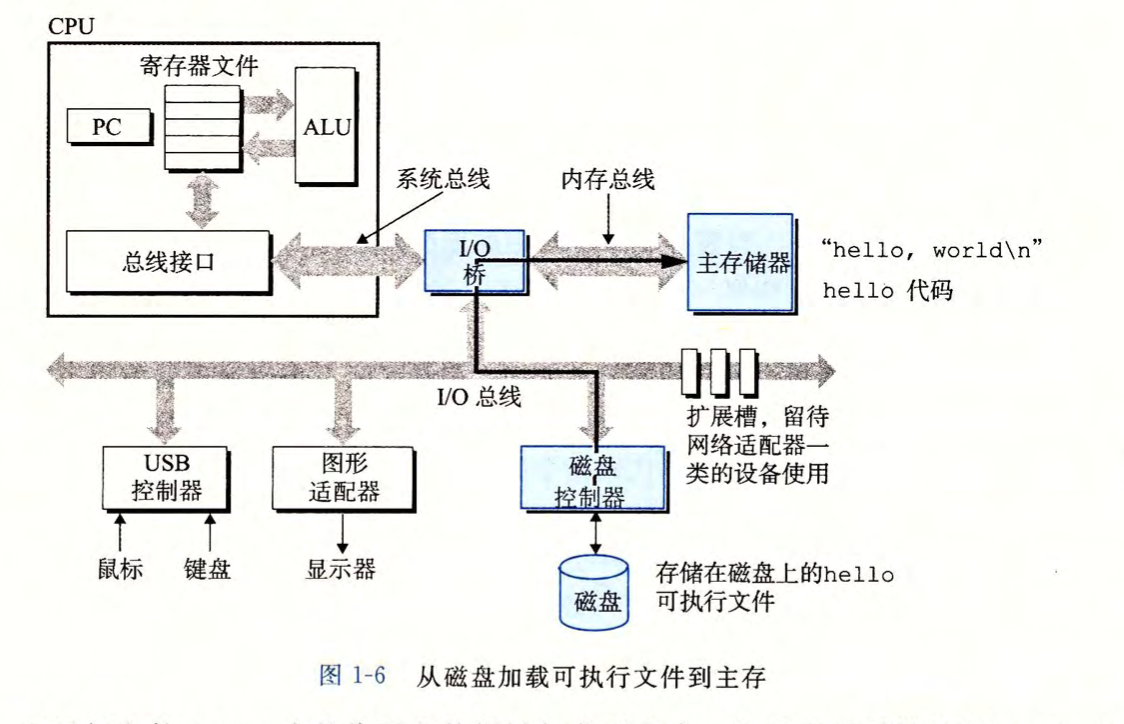 CPU
寄存器文件
PC
ALU
系统总线
内存总线
总线接口
I/O
桥
主存储器
“hello, world\n”
hello 代码
I/O 总线
扩展槽，留待
网络适配器一
类的设备使用
USB
控制器
图形
适配器
磁盘
控制器
鼠标
键盘
显示器
磁盘
存储在磁盘上的hello
可执行文件
图 1-6 从磁盘加载可执行文件到主存